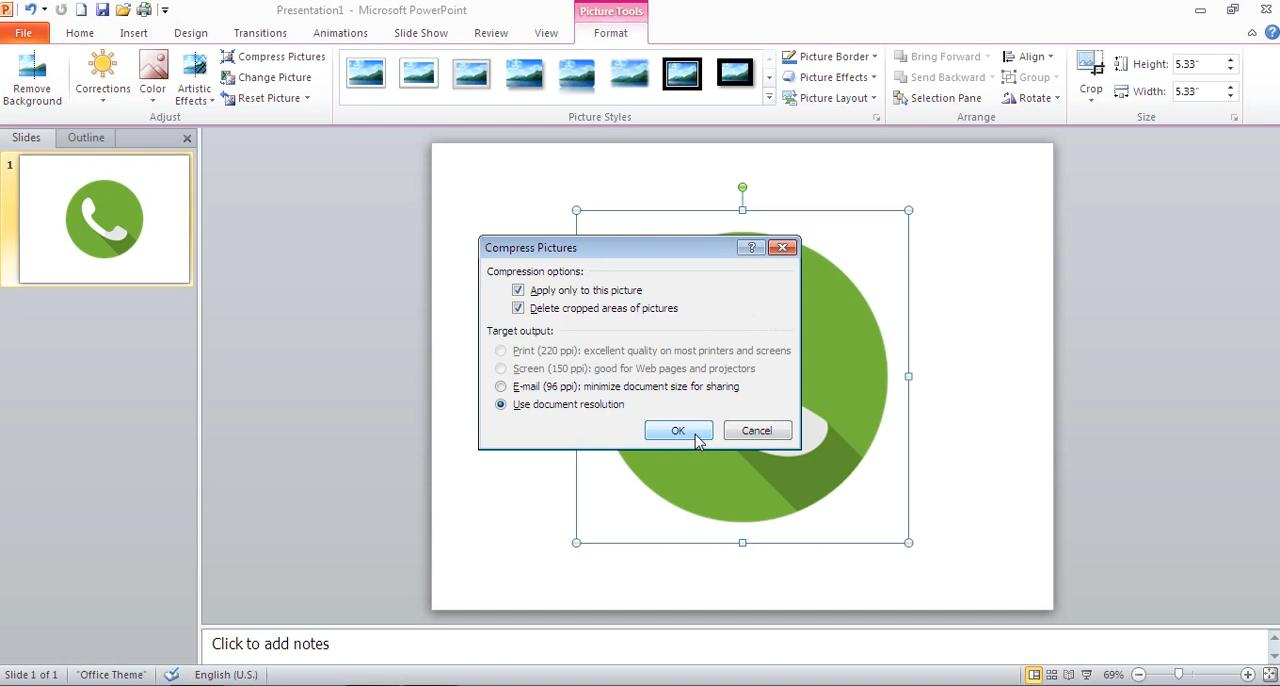 Presentation1 - Microsoft PowerPoint
Picture Tools
File Home Insert Design Transitions Animations Slide Show Review View Format
Remove Background
Corrections
Color
Artistic Effects
Compress Pictures
Change Picture
Reset Picture
Adjust
Picture Styles
Picture Border
Picture Effects
Picture Layout
Bring Forward
Send Backward
Selection Pane
Align
Group
Rotate
Arrange
Crop
Height: 5.33"
Width: 5.33"
Size
Slides Outline
1
Compress Pictures
Compression options:
Apply only to this picture
Delete cropped areas of pictures
Target output:
Print (220 ppi): excellent quality on most printers and screens
Screen (150 ppi): good for Web pages and projectors
E-mail (96 ppi): minimize document size for sharing
Use document resolution
OK Cancel
Click to add notes
Slide 1 of 1 "Office Theme" English (U.S.) 69%